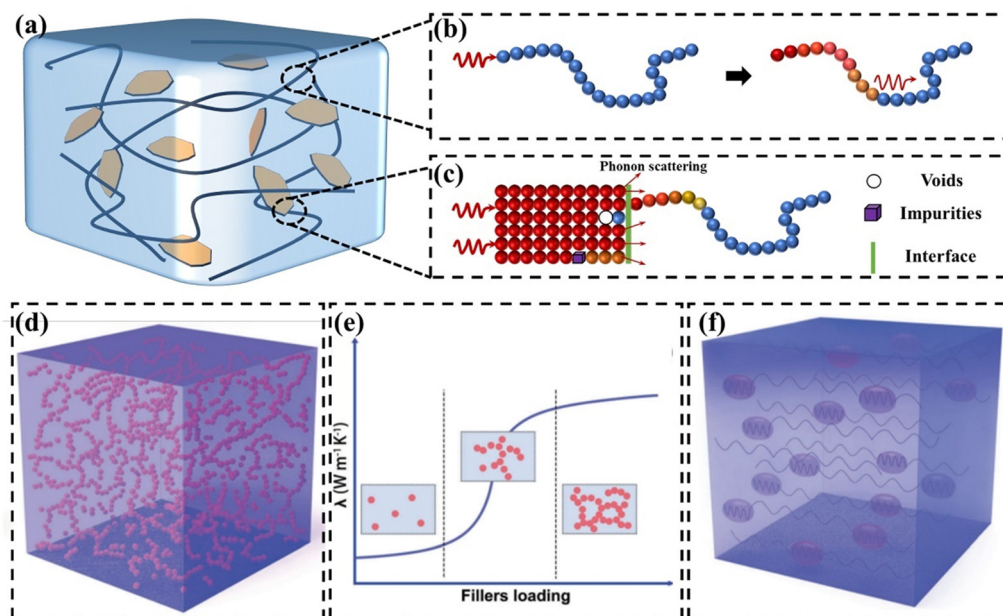 (a)
(b)
(c)
Phonon scattering
Voids
Impurities
Interface
(d)
(e)
λ (W m⁻¹ K⁻¹)
Fillers loading
(f)